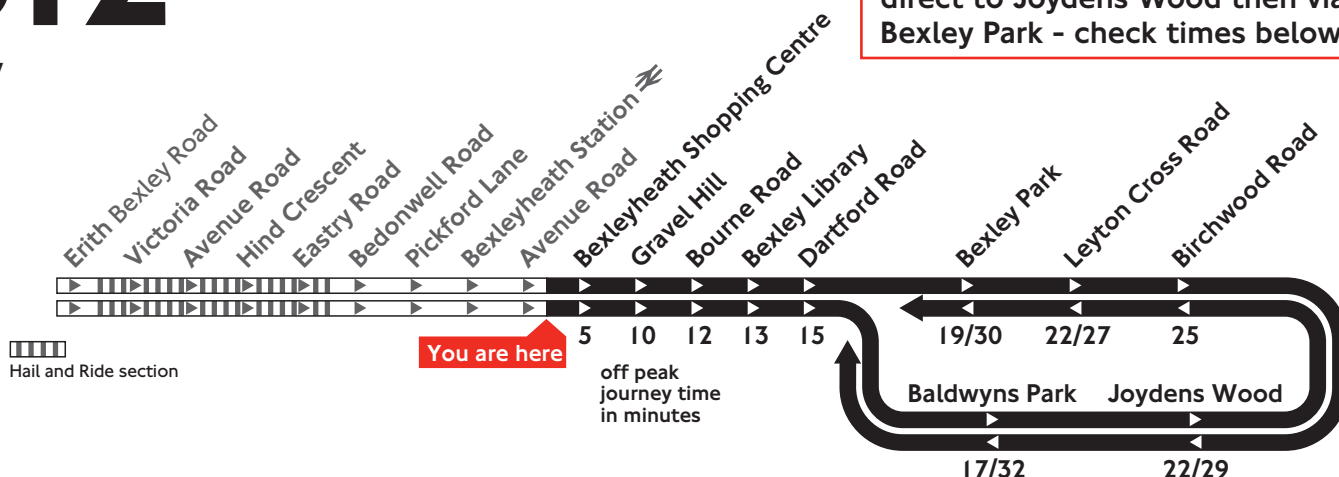 direct to Joydens Wood then via
Bexley Park - check times below
Erith Bexley Road
Victoria Road
Avenue Road
Hind Crescent
Eastry Road
Bedonwell Road
Pickford Lane
Bexleyheath Station
Avenue Road
Bexleyheath Shopping Centre
Gravel Hill
Bourne Road
Bexley Library
Dartford Road
Bexley Park
Leyton Cross Road
Birchwood Road
5 10 12 13 15 19/30 22/27 25
You are here
Hail and Ride section
off peak
journey time
in minutes
Baldwyns Park Joydens Wood
17/32 22/29